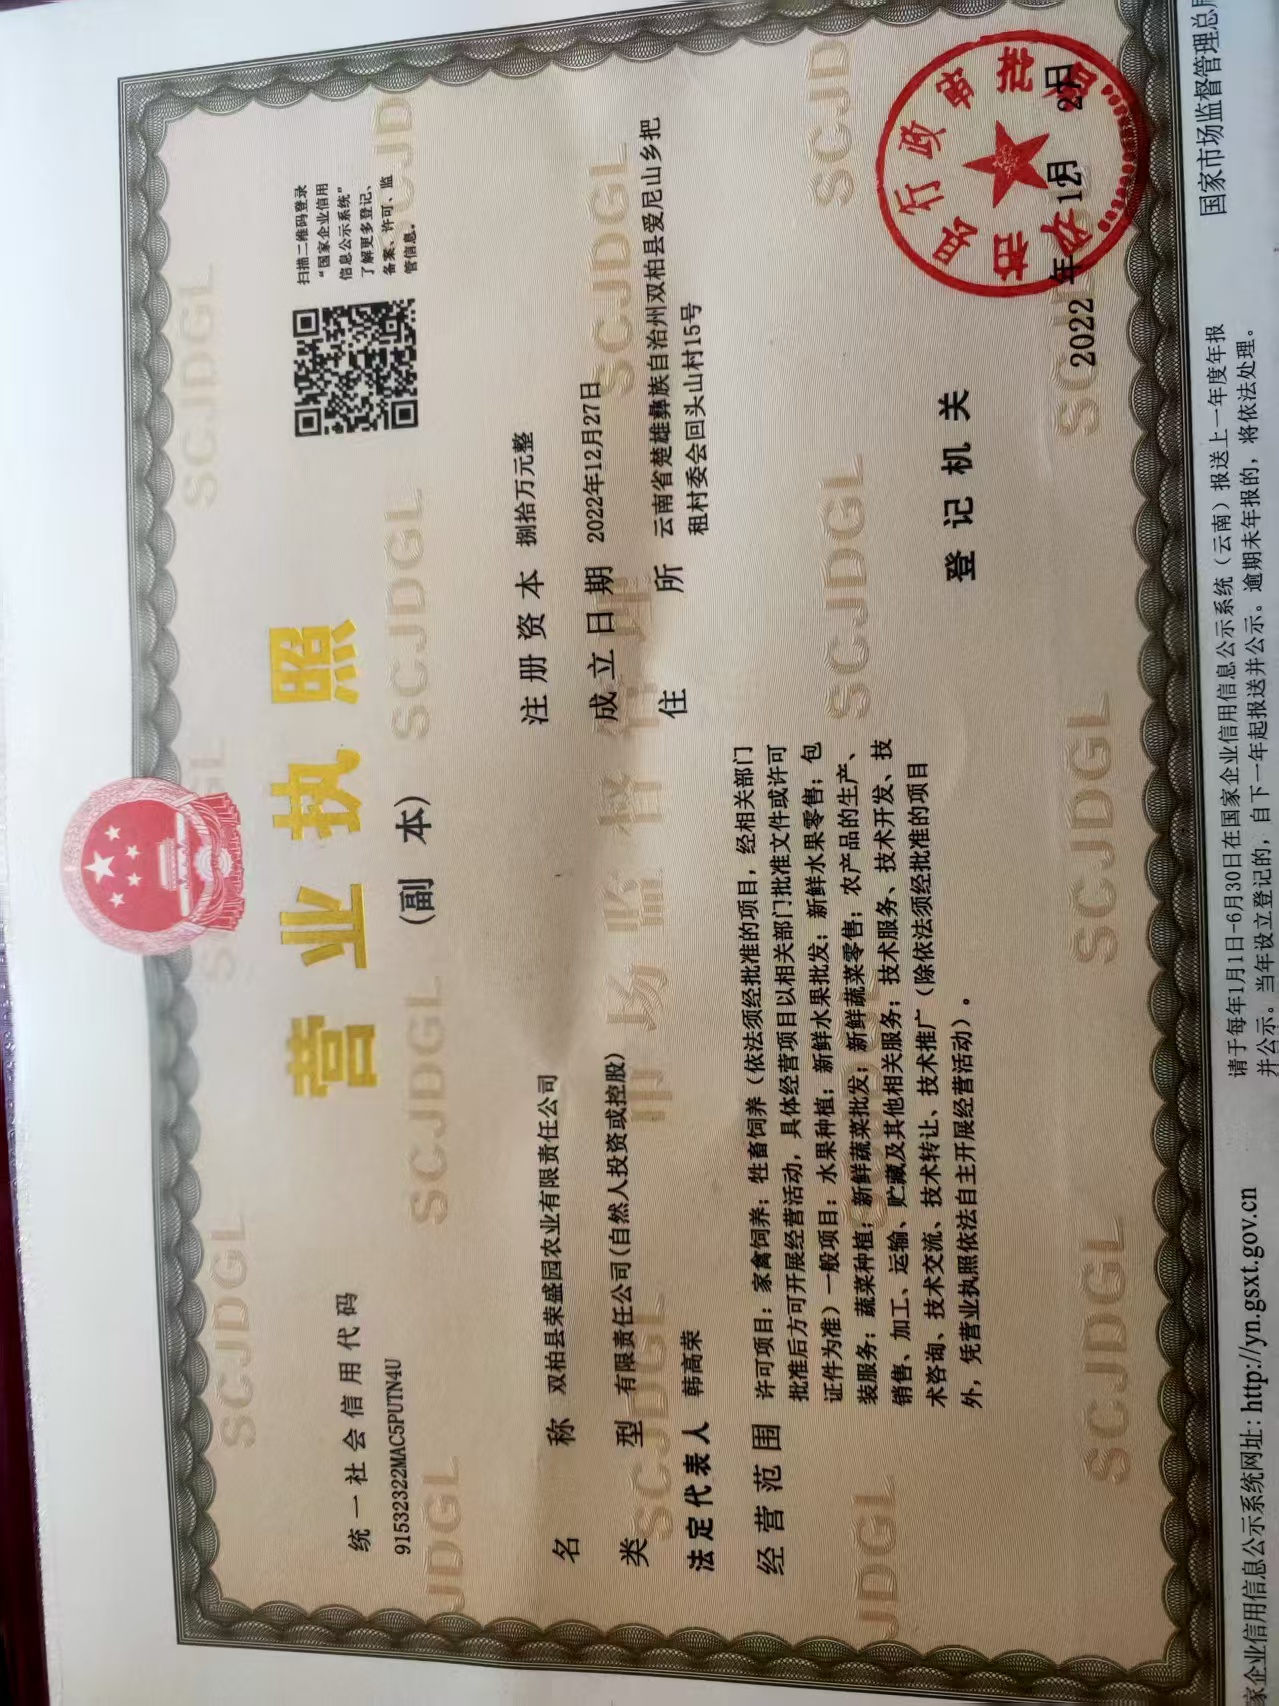 营业执照
(副 本)
统一社会信用代码
91532322MAC5PUTN4U
扫描二维码登录
“国家企业信用
信息公示系统”
了解更多登记、
备案、许可、监
管信息。
名 称 双柏县荣盛园农业有限责任公司
类 型 有限责任公司(自然人投资或控股)
法定代表人 韩高荣
经营范围 许可项目：家禽饲养；牲畜饲养（依法须经批准的项目，经相关部门
批准后方可开展经营活动，具体经营项目以相关部门批准文件或许可
证件为准）一般项目：水果种植；新鲜水果批发；新鲜水果零售；包
装服务；蔬菜种植；新鲜蔬菜批发；新鲜蔬菜零售；农产品的生产、
销售、加工、运输、贮藏及其他相关服务；技术服务、技术开发、技
术咨询、技术交流、技术转让、技术推广（除依法须经批准的项目
外，凭营业执照依法自主开展经营活动）。
注册资本 捌拾万元整
成立日期 2022年12月27日
住 所 云南省楚雄彝族自治州双柏县爱尼山乡把
租村委会回头山村15号
登记机关
2022 年 12月 27日
家企业信用信息公示系统网址：http://yn.gsxt.gov.cn
请于每年1月1日-6月30日在国家企业信用信息公示系统（云南）报送上一年度年报
并公示。当年设立登记的，自下一年起报送并公示。逾期未年报的，将依法处理。
国家市场监督管理总局